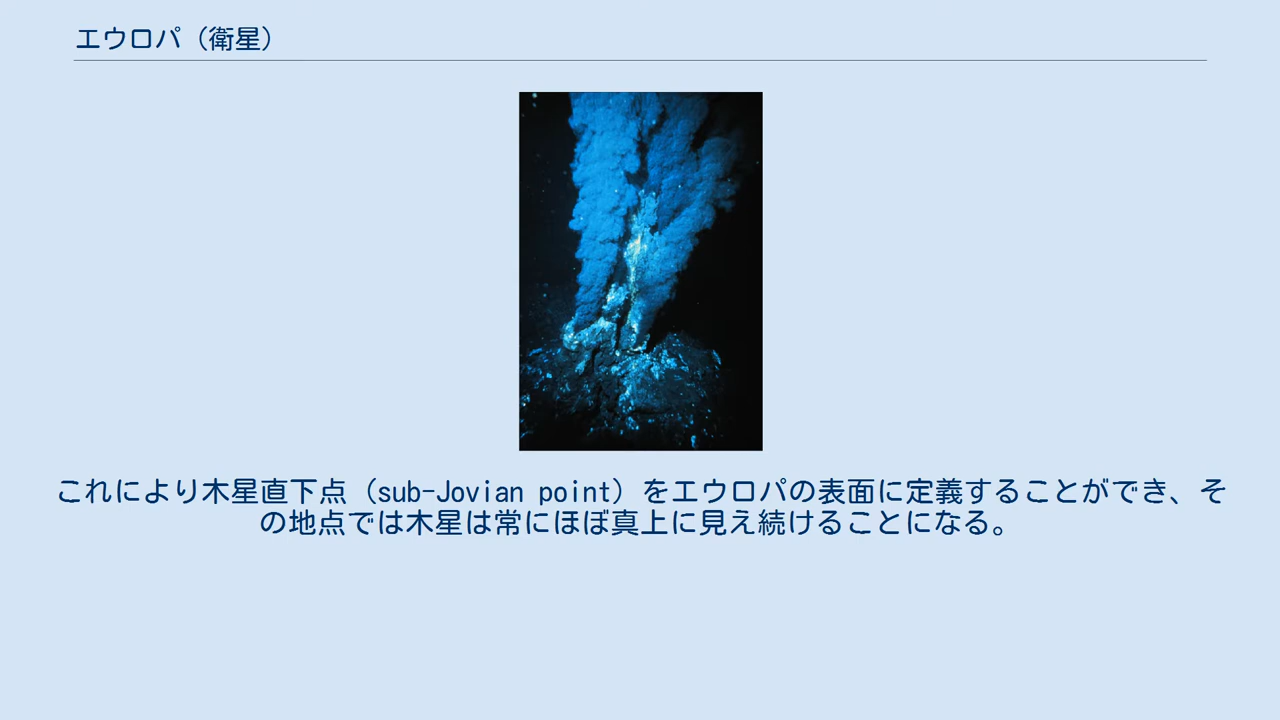 エウロパ（衛星）
これにより木星直下点（sub-Jovian point）をエウロパの表面に定義することができ、そ
の地点では木星は常にほぼ真上に見え続けることになる。